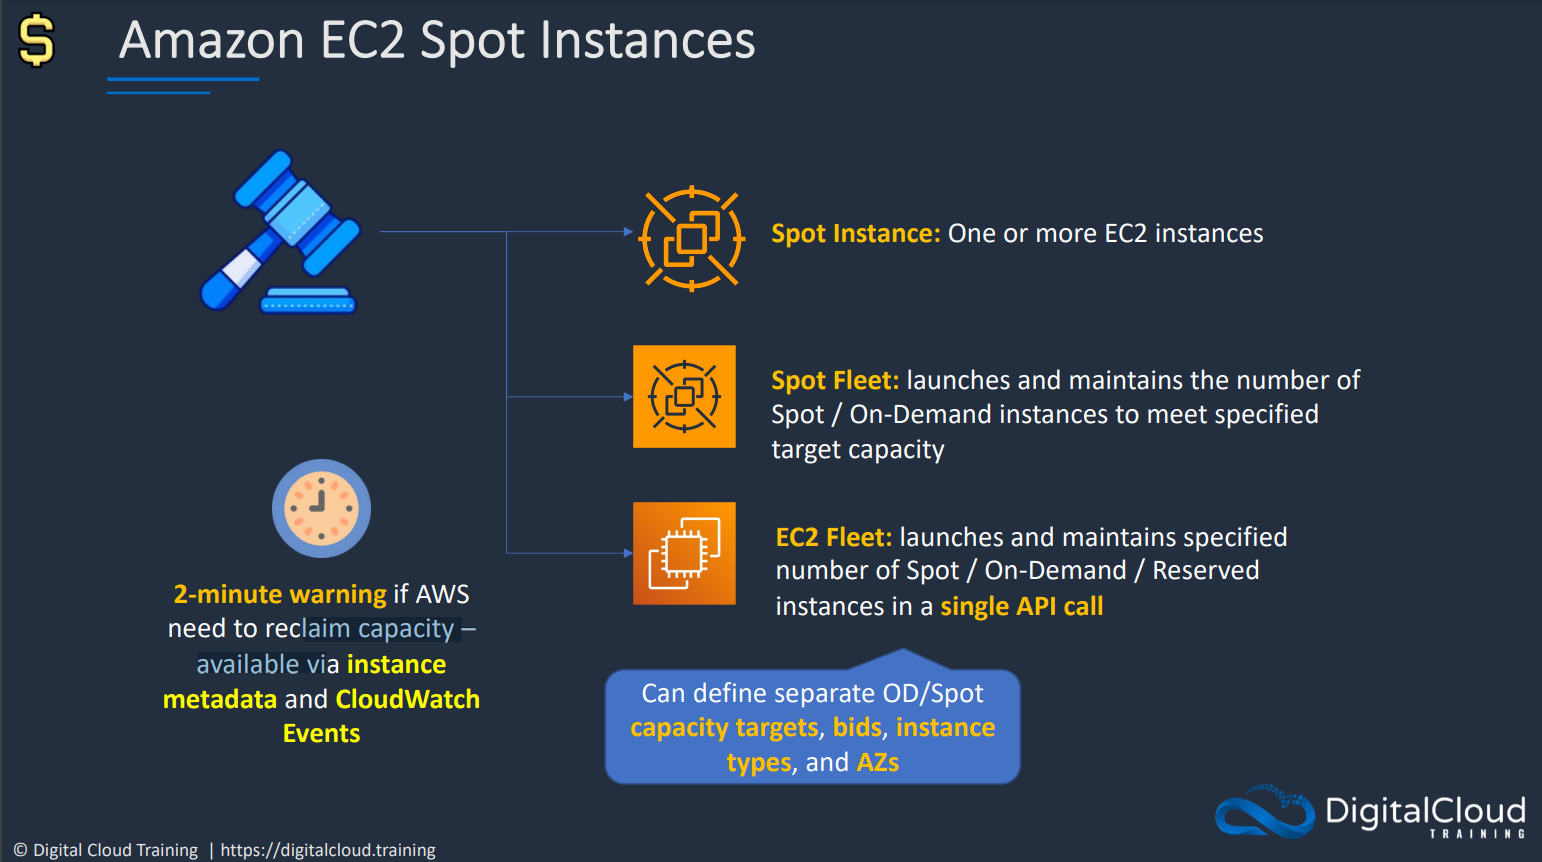 Amazon EC2 Spot Instances
Spot Instance: One or more EC2 instances
Spot Fleet: launches and maintains the number of
Spot / On-Demand instances to meet specified
target capacity
EC2 Fleet: launches and maintains specified
number of Spot / On-Demand / Reserved
instances in a single API call
Can define separate OD/Spot
capacity targets, bids, instance
types, and AZs
2-minute warning if AWS
need to reclaim capacity –
available via instance
metadata and CloudWatch
Events
DigitalCloud
TRAINING
© Digital Cloud Training | https://digitalcloud.training